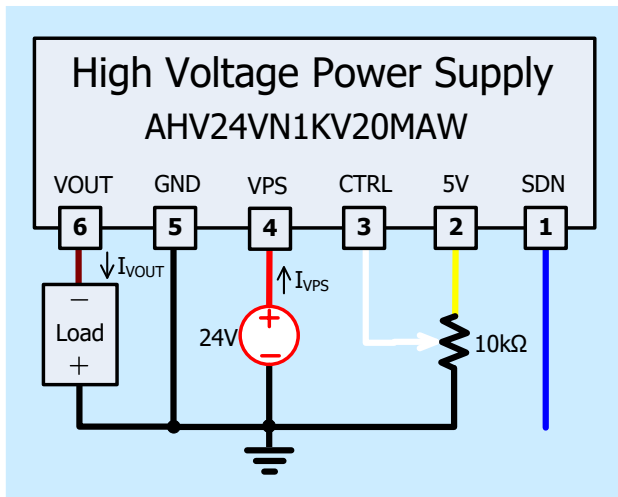 High Voltage Power Supply
AHV24VN1KV20MAW
VOUT GND VPS CTRL 5V SDN
6 5 4 3 2 1
IVOUT IVPS
−
Load
+
+
24V
−
10kΩ